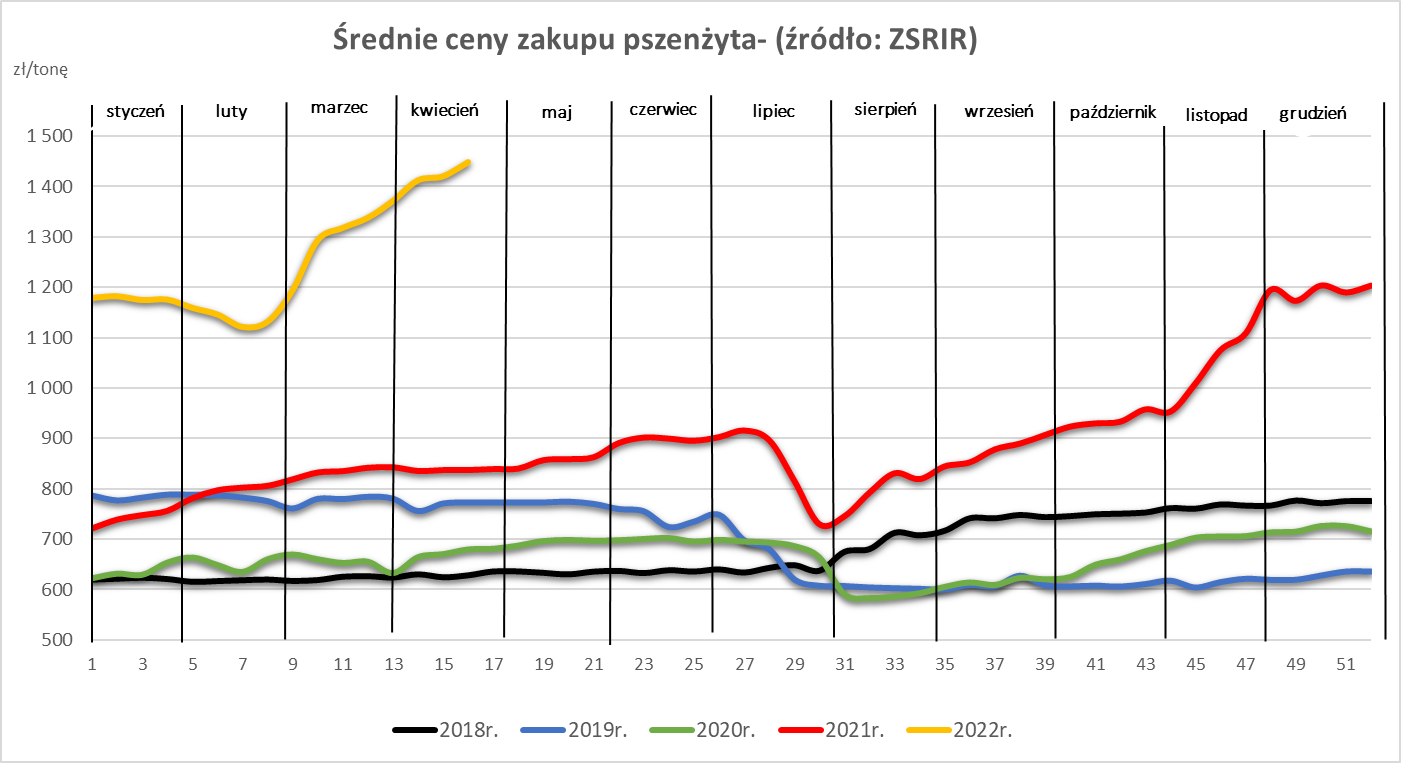 Średnie ceny zakupu pszenżyta- (źródło: ZSRIR)
zł/tonę
styczeń luty marzec kwiecień maj czerwiec lipiec sierpień wrzesień październik listopad grudzień
1 500
1 400
1 300
1 200
1 100
1 000
900
800
700
600
500
1 3 5 7 9 11 13 15 17 19 21 23 25 27 29 31 33 35 37 39 41 43 45 47 49 51
2018r. 2019r. 2020r. 2021r. 2022r.